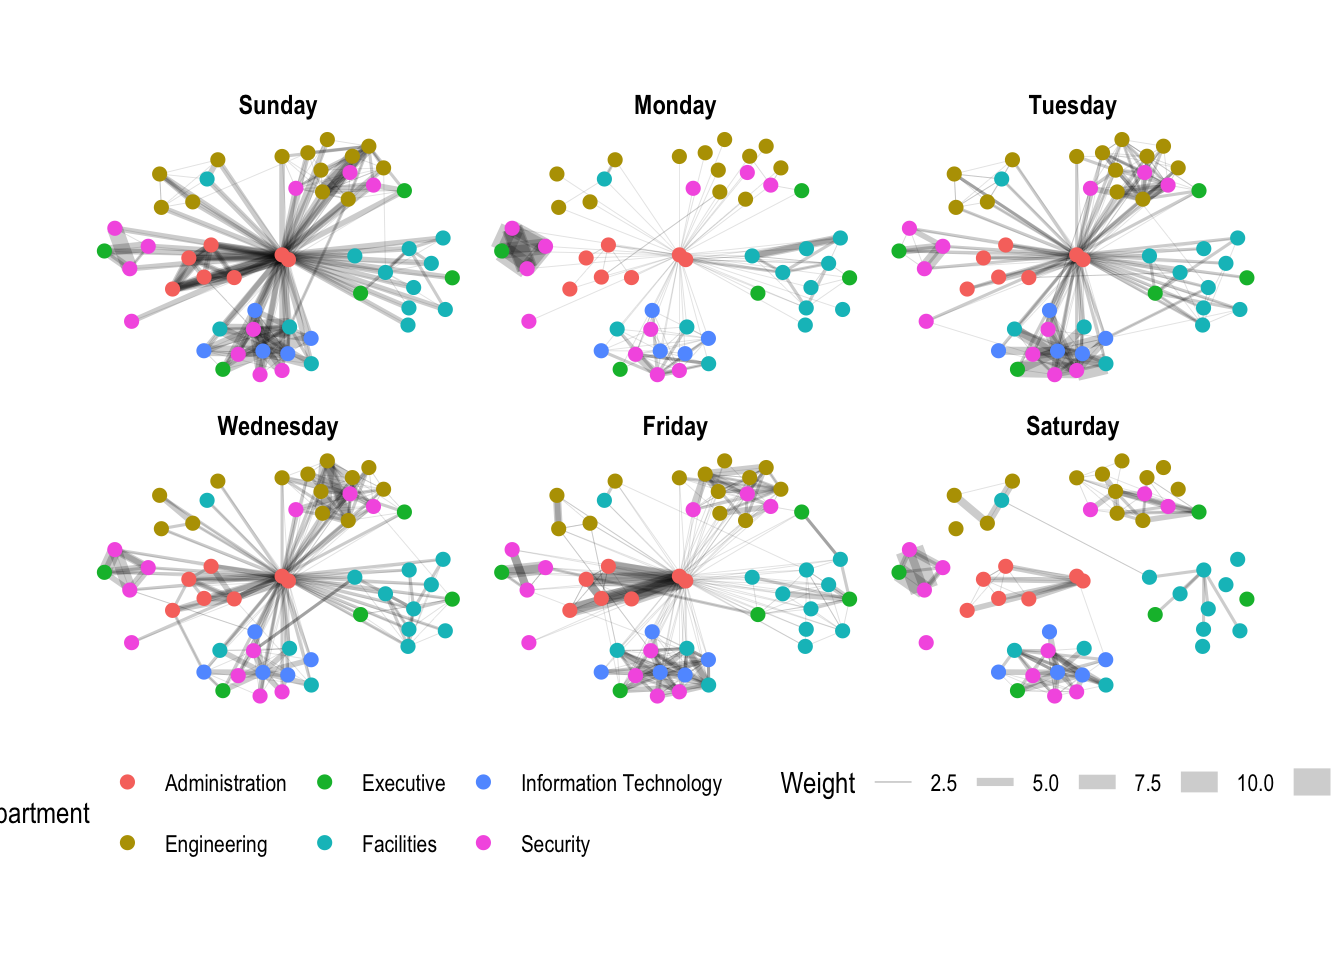 Sunday
Monday
Tuesday
Wednesday
Friday
Saturday
Administration
Executive
Information Technology
Weight
2.5
5.0
7.5
10.0
partment
Engineering
Facilities
Security